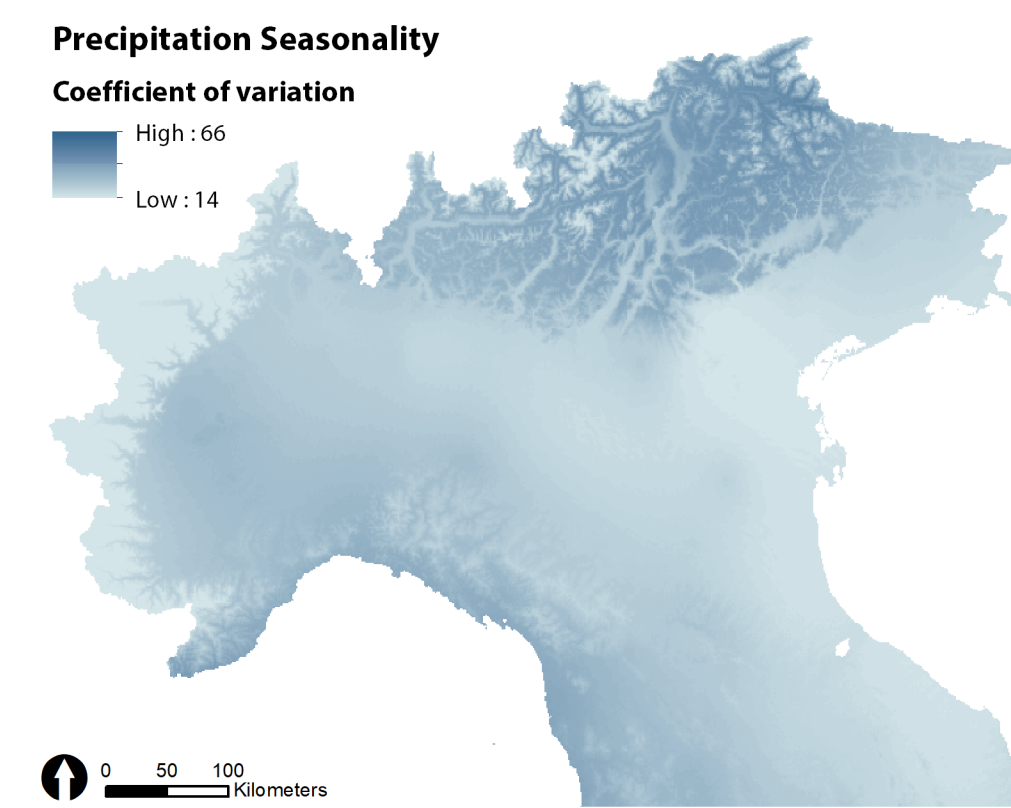 Precipitation Seasonality
Coefficient of variation
High : 66
Low : 14
0 50 100
Kilometers